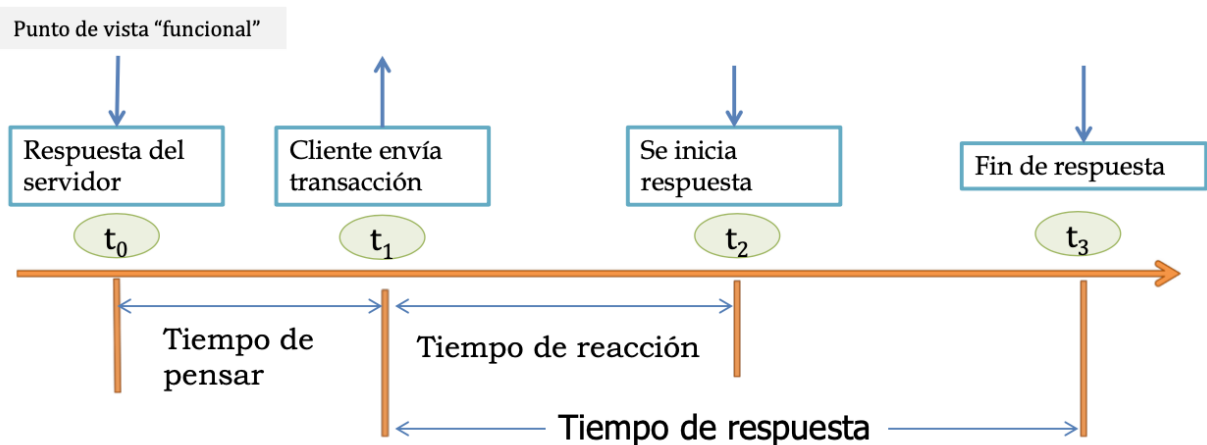 Punto de vista “funcional”
Respuesta del
servidor
Cliente envía
transacción
Se inicia
respuesta
Fin de respuesta
t₀
t₁
t₂
t₃
Tiempo de
pensar
Tiempo de reacción
Tiempo de respuesta